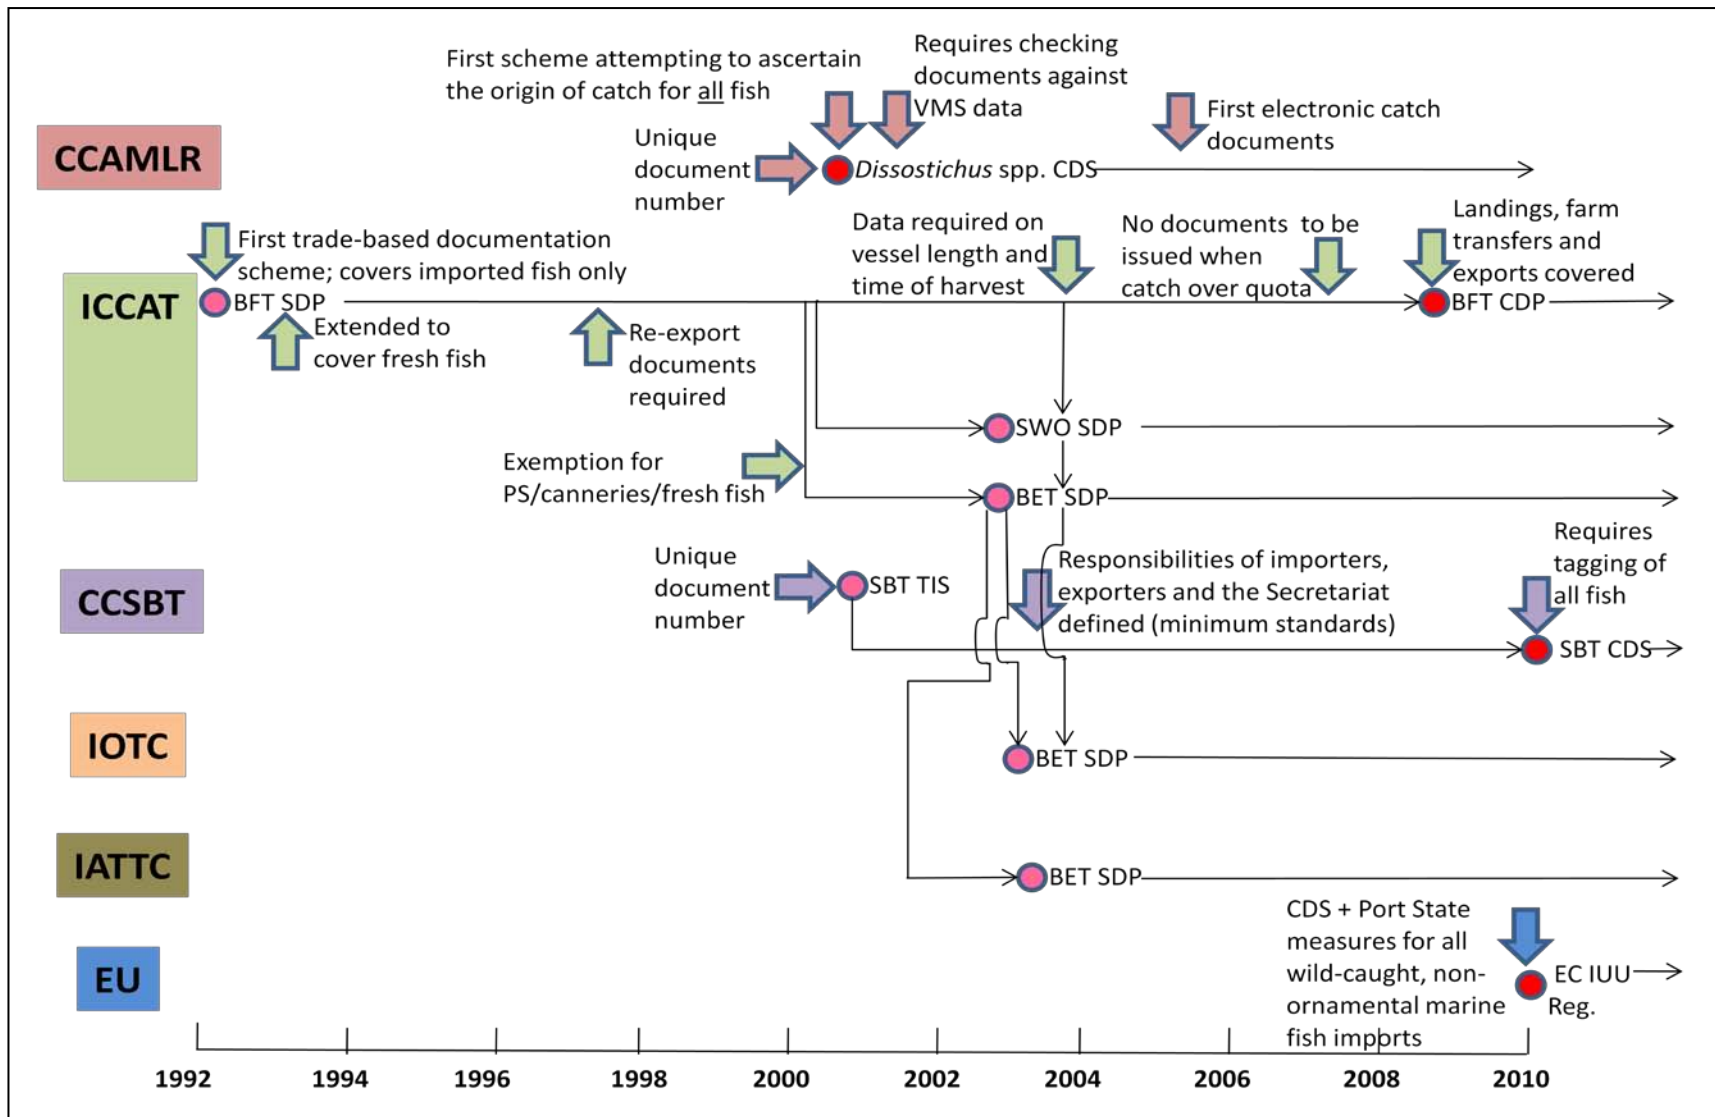 First scheme attempting to ascertain
the origin of catch for all fish
Requires checking
documents against
VMS data
First electronic catch
documents
CCAMLR
Unique
document
number
Dissostichus spp. CDS
First trade-based documentation
scheme; covers imported fish only
Data required on
vessel length and
time of harvest
No documents to be
issued when
catch over quota
Landings, farm
transfers and
exports covered
ICCAT
BFT SDP
BFT CDP
Extended to
cover fresh fish
Re-export
documents
required
SWO SDP
Exemption for
PS/canneries/fresh fish
BET SDP
CCSBT
Unique
document
number
SBT TIS
Responsibilities of importers,
exporters and the Secretariat
defined (minimum standards)
Requires
tagging of
all fish
SBT CDS
IOTC
BET SDP
IATTC
BET SDP
EU
CDS + Port State
measures for all
wild-caught, non-
ornamental marine
fish imports
EC IUU
Reg.
1992 1994 1996 1998 2000 2002 2004 2006 2008 2010